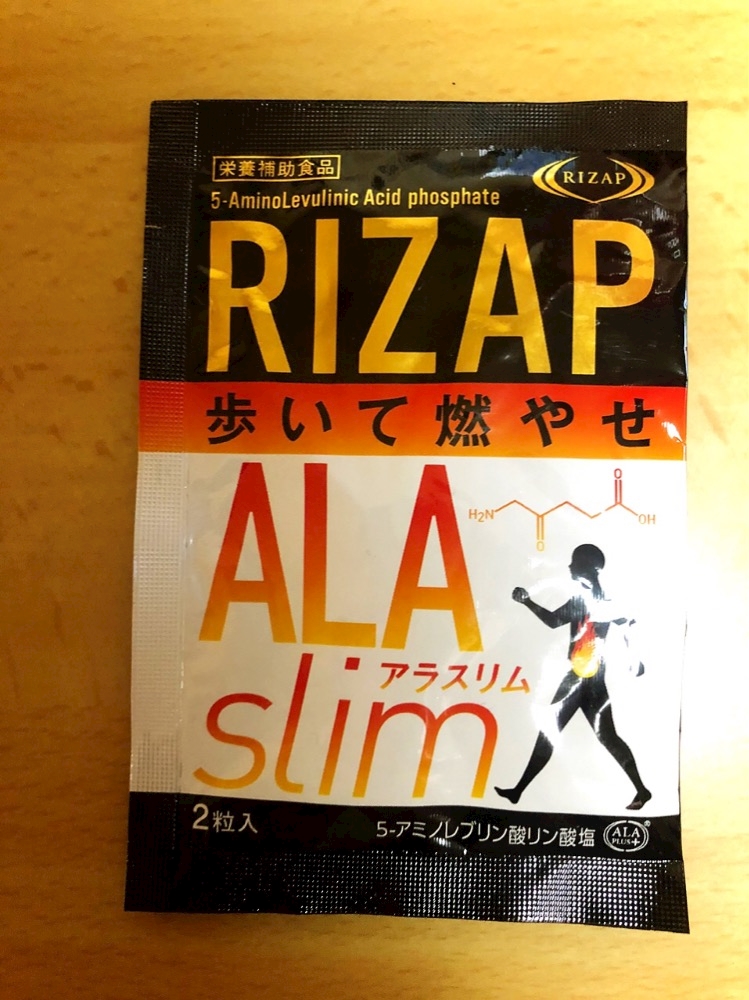 栄養補助食品
RIZAP
5-AminoLevulinic Acid phosphate
RIZAP
歩いて燃やせ
ALA
H₂N
O
O
OH
slim
アラスリム
2粒入
5-アミノレブリン酸リン酸塩
ALA
PLUS+
®